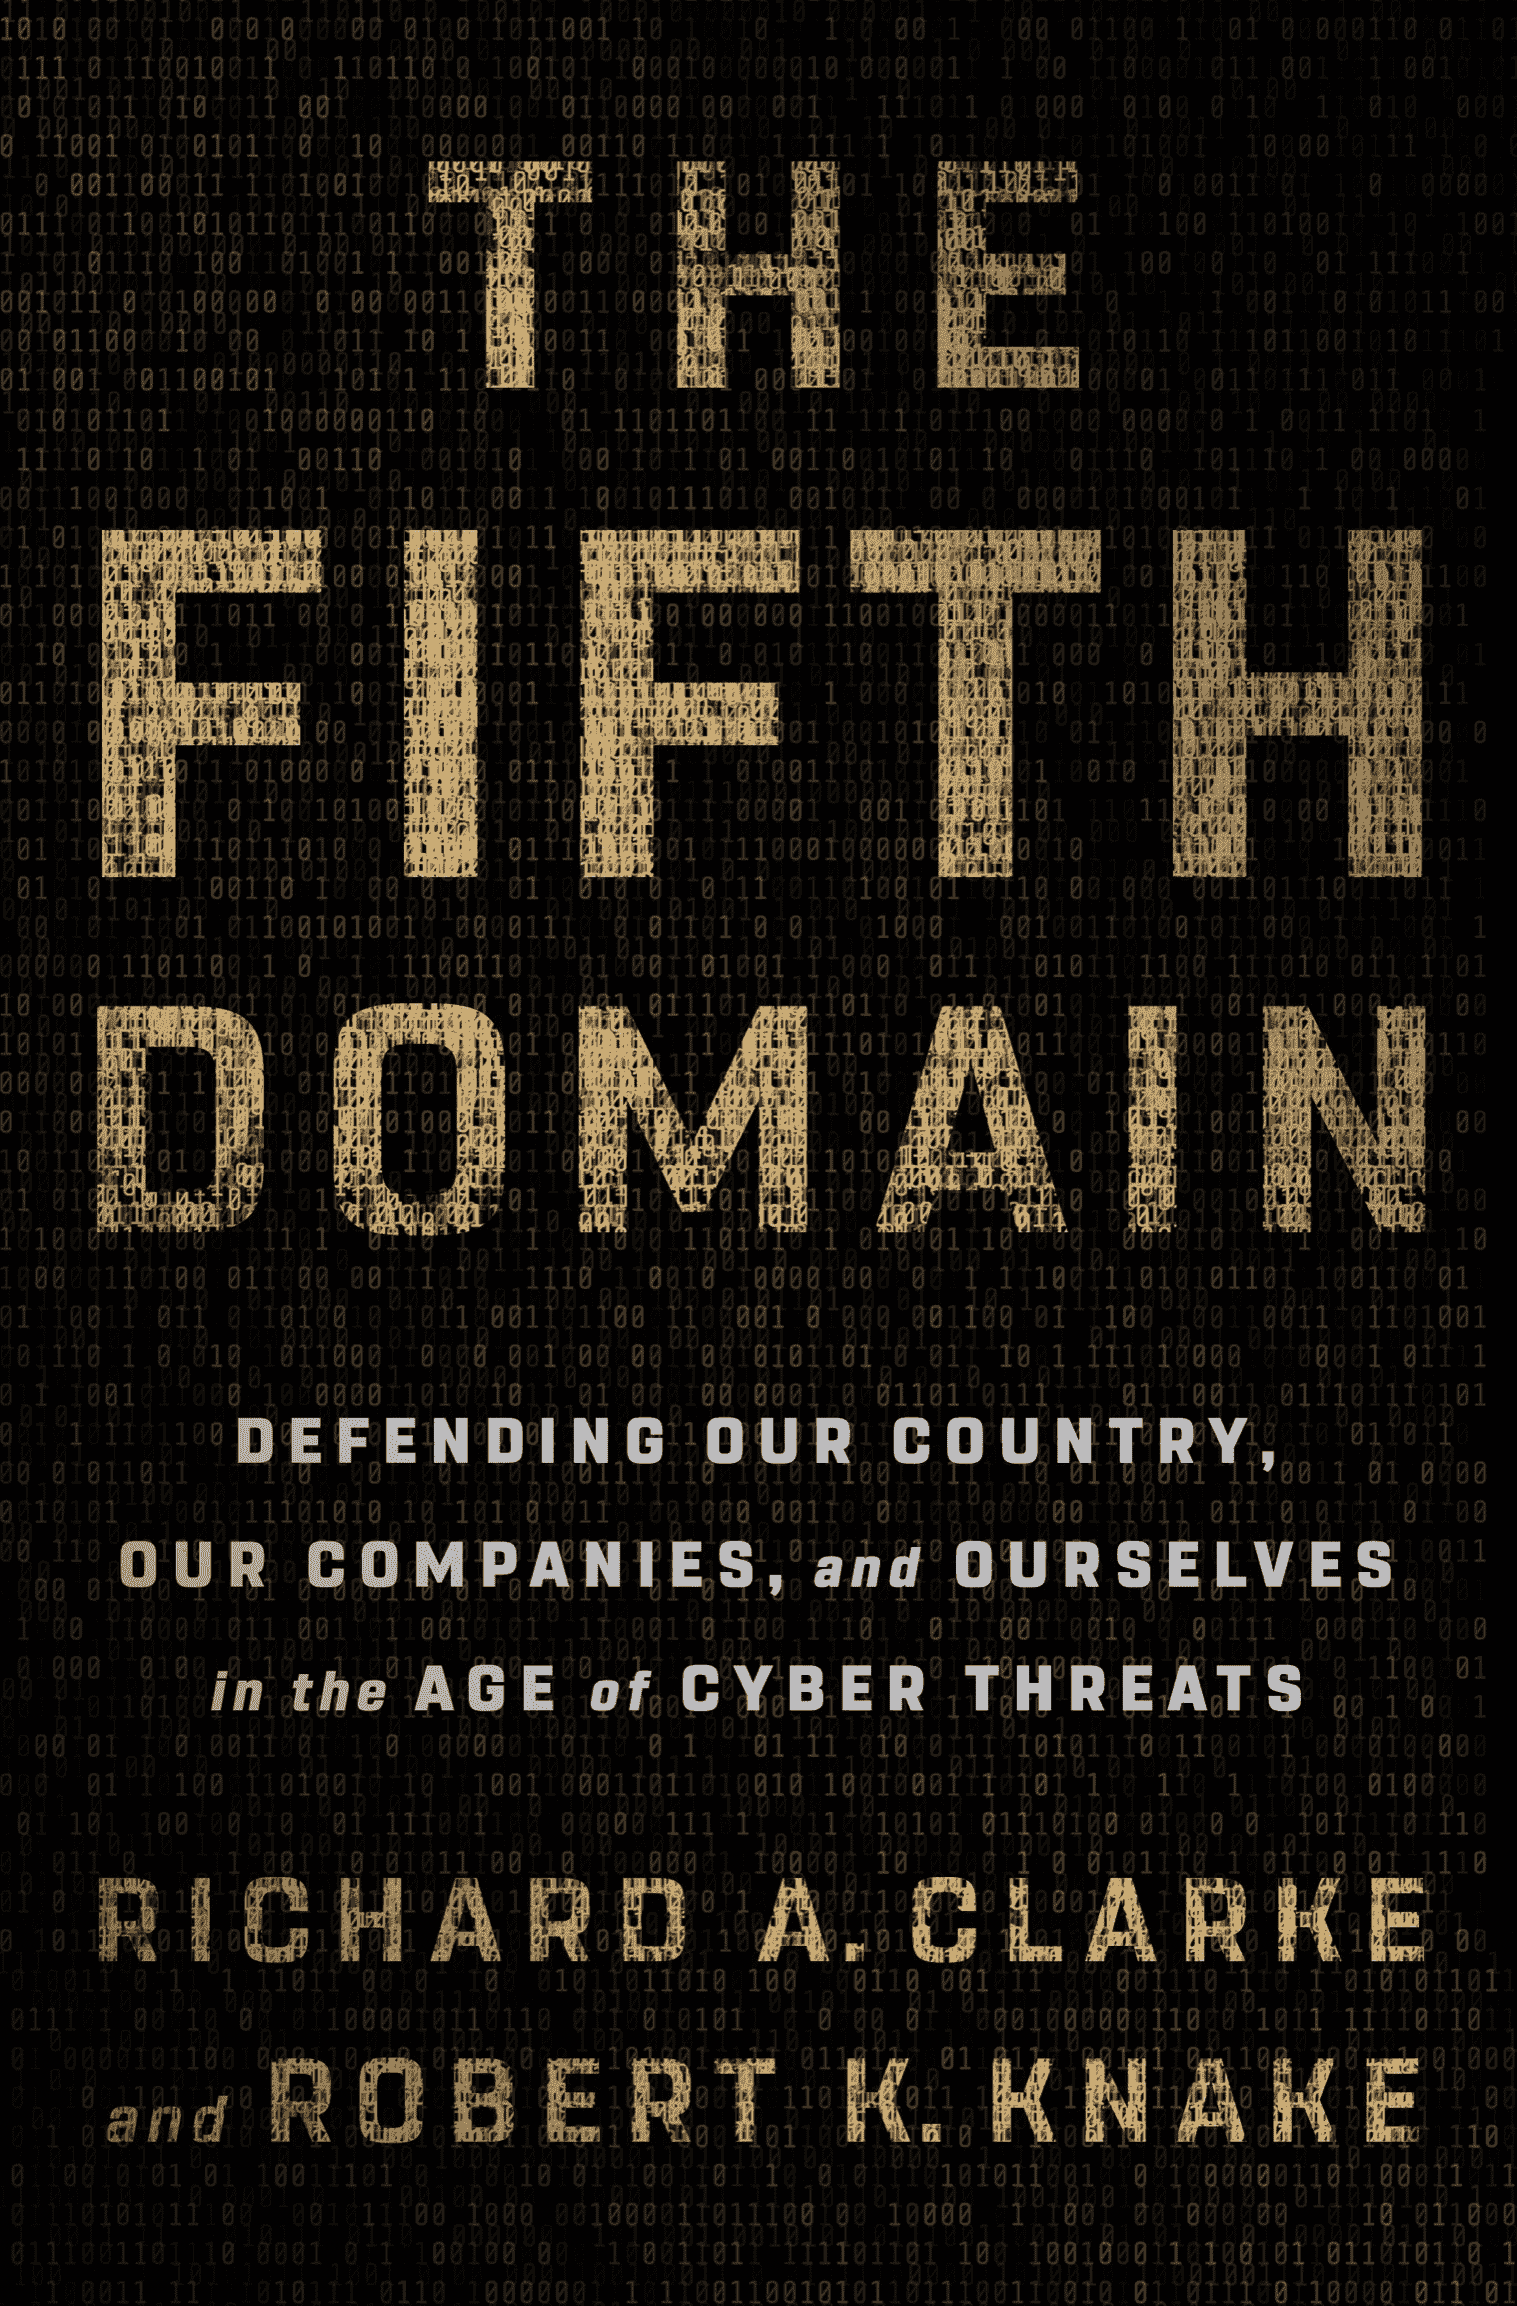 THE
FIFTH
DOMAIN
DEFENDING OUR COUNTRY,
OUR COMPANIES, and OURSELVES
in the AGE of CYBER THREATS
RICHARD A. CLARKE
and ROBERT K. KNAKE